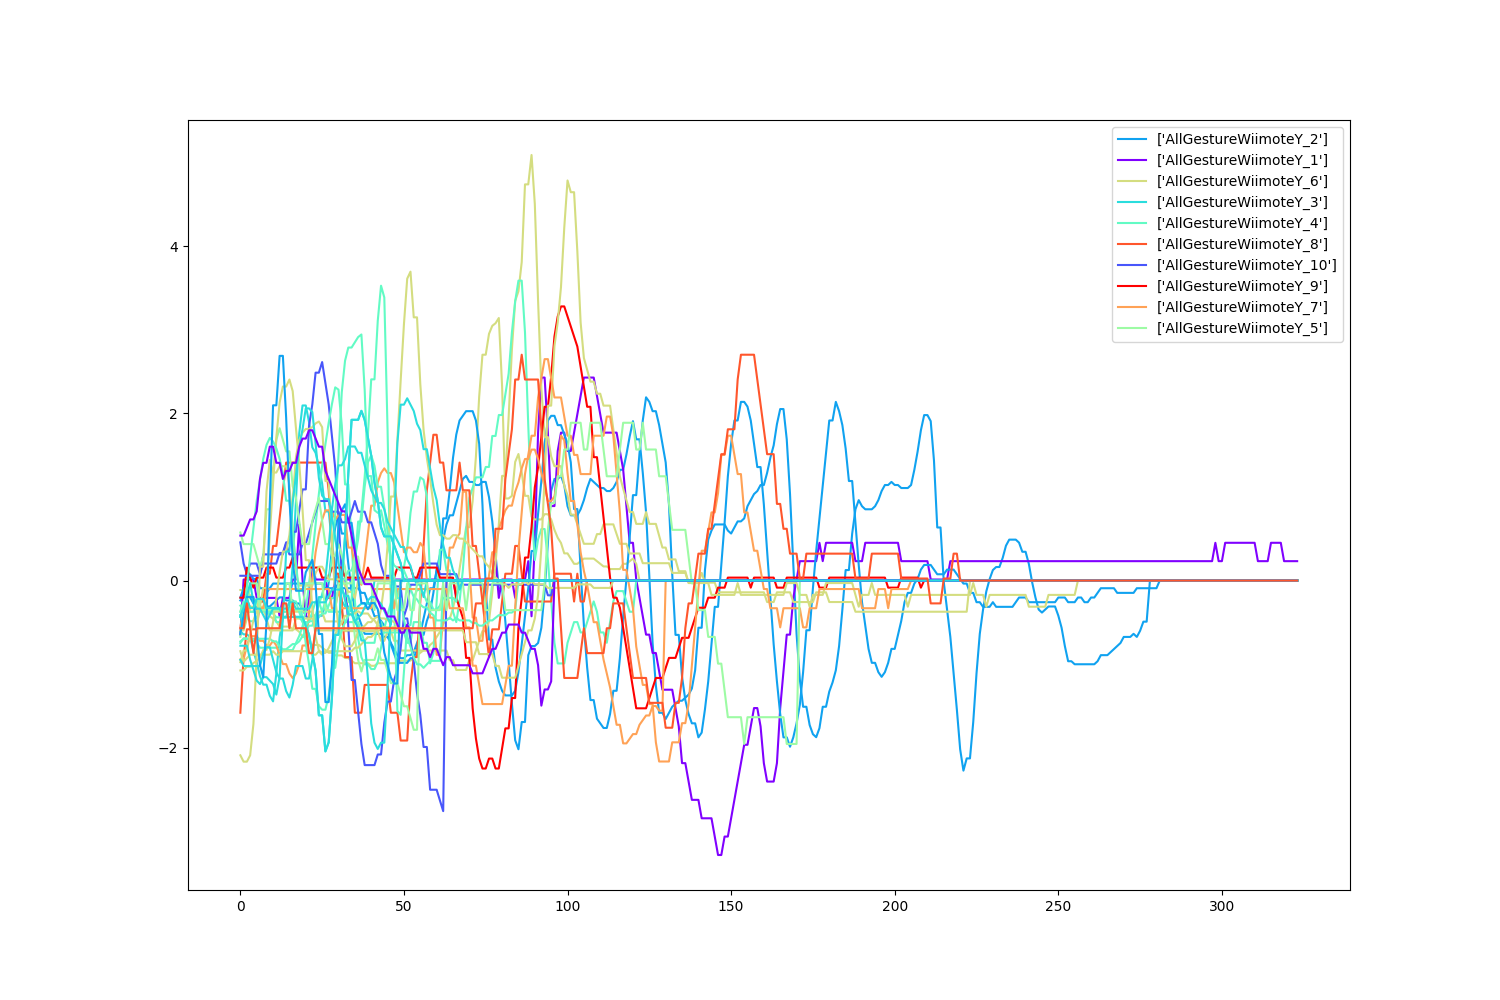 ['AllGestureWiimoteY_2']
['AllGestureWiimoteY_1']
['AllGestureWiimoteY_6']
['AllGestureWiimoteY_3']
['AllGestureWiimoteY_4']
['AllGestureWiimoteY_8']
['AllGestureWiimoteY_10']
['AllGestureWiimoteY_9']
['AllGestureWiimoteY_7']
['AllGestureWiimoteY_5']
4
2
0
−2
0 50 100 150 200 250 300